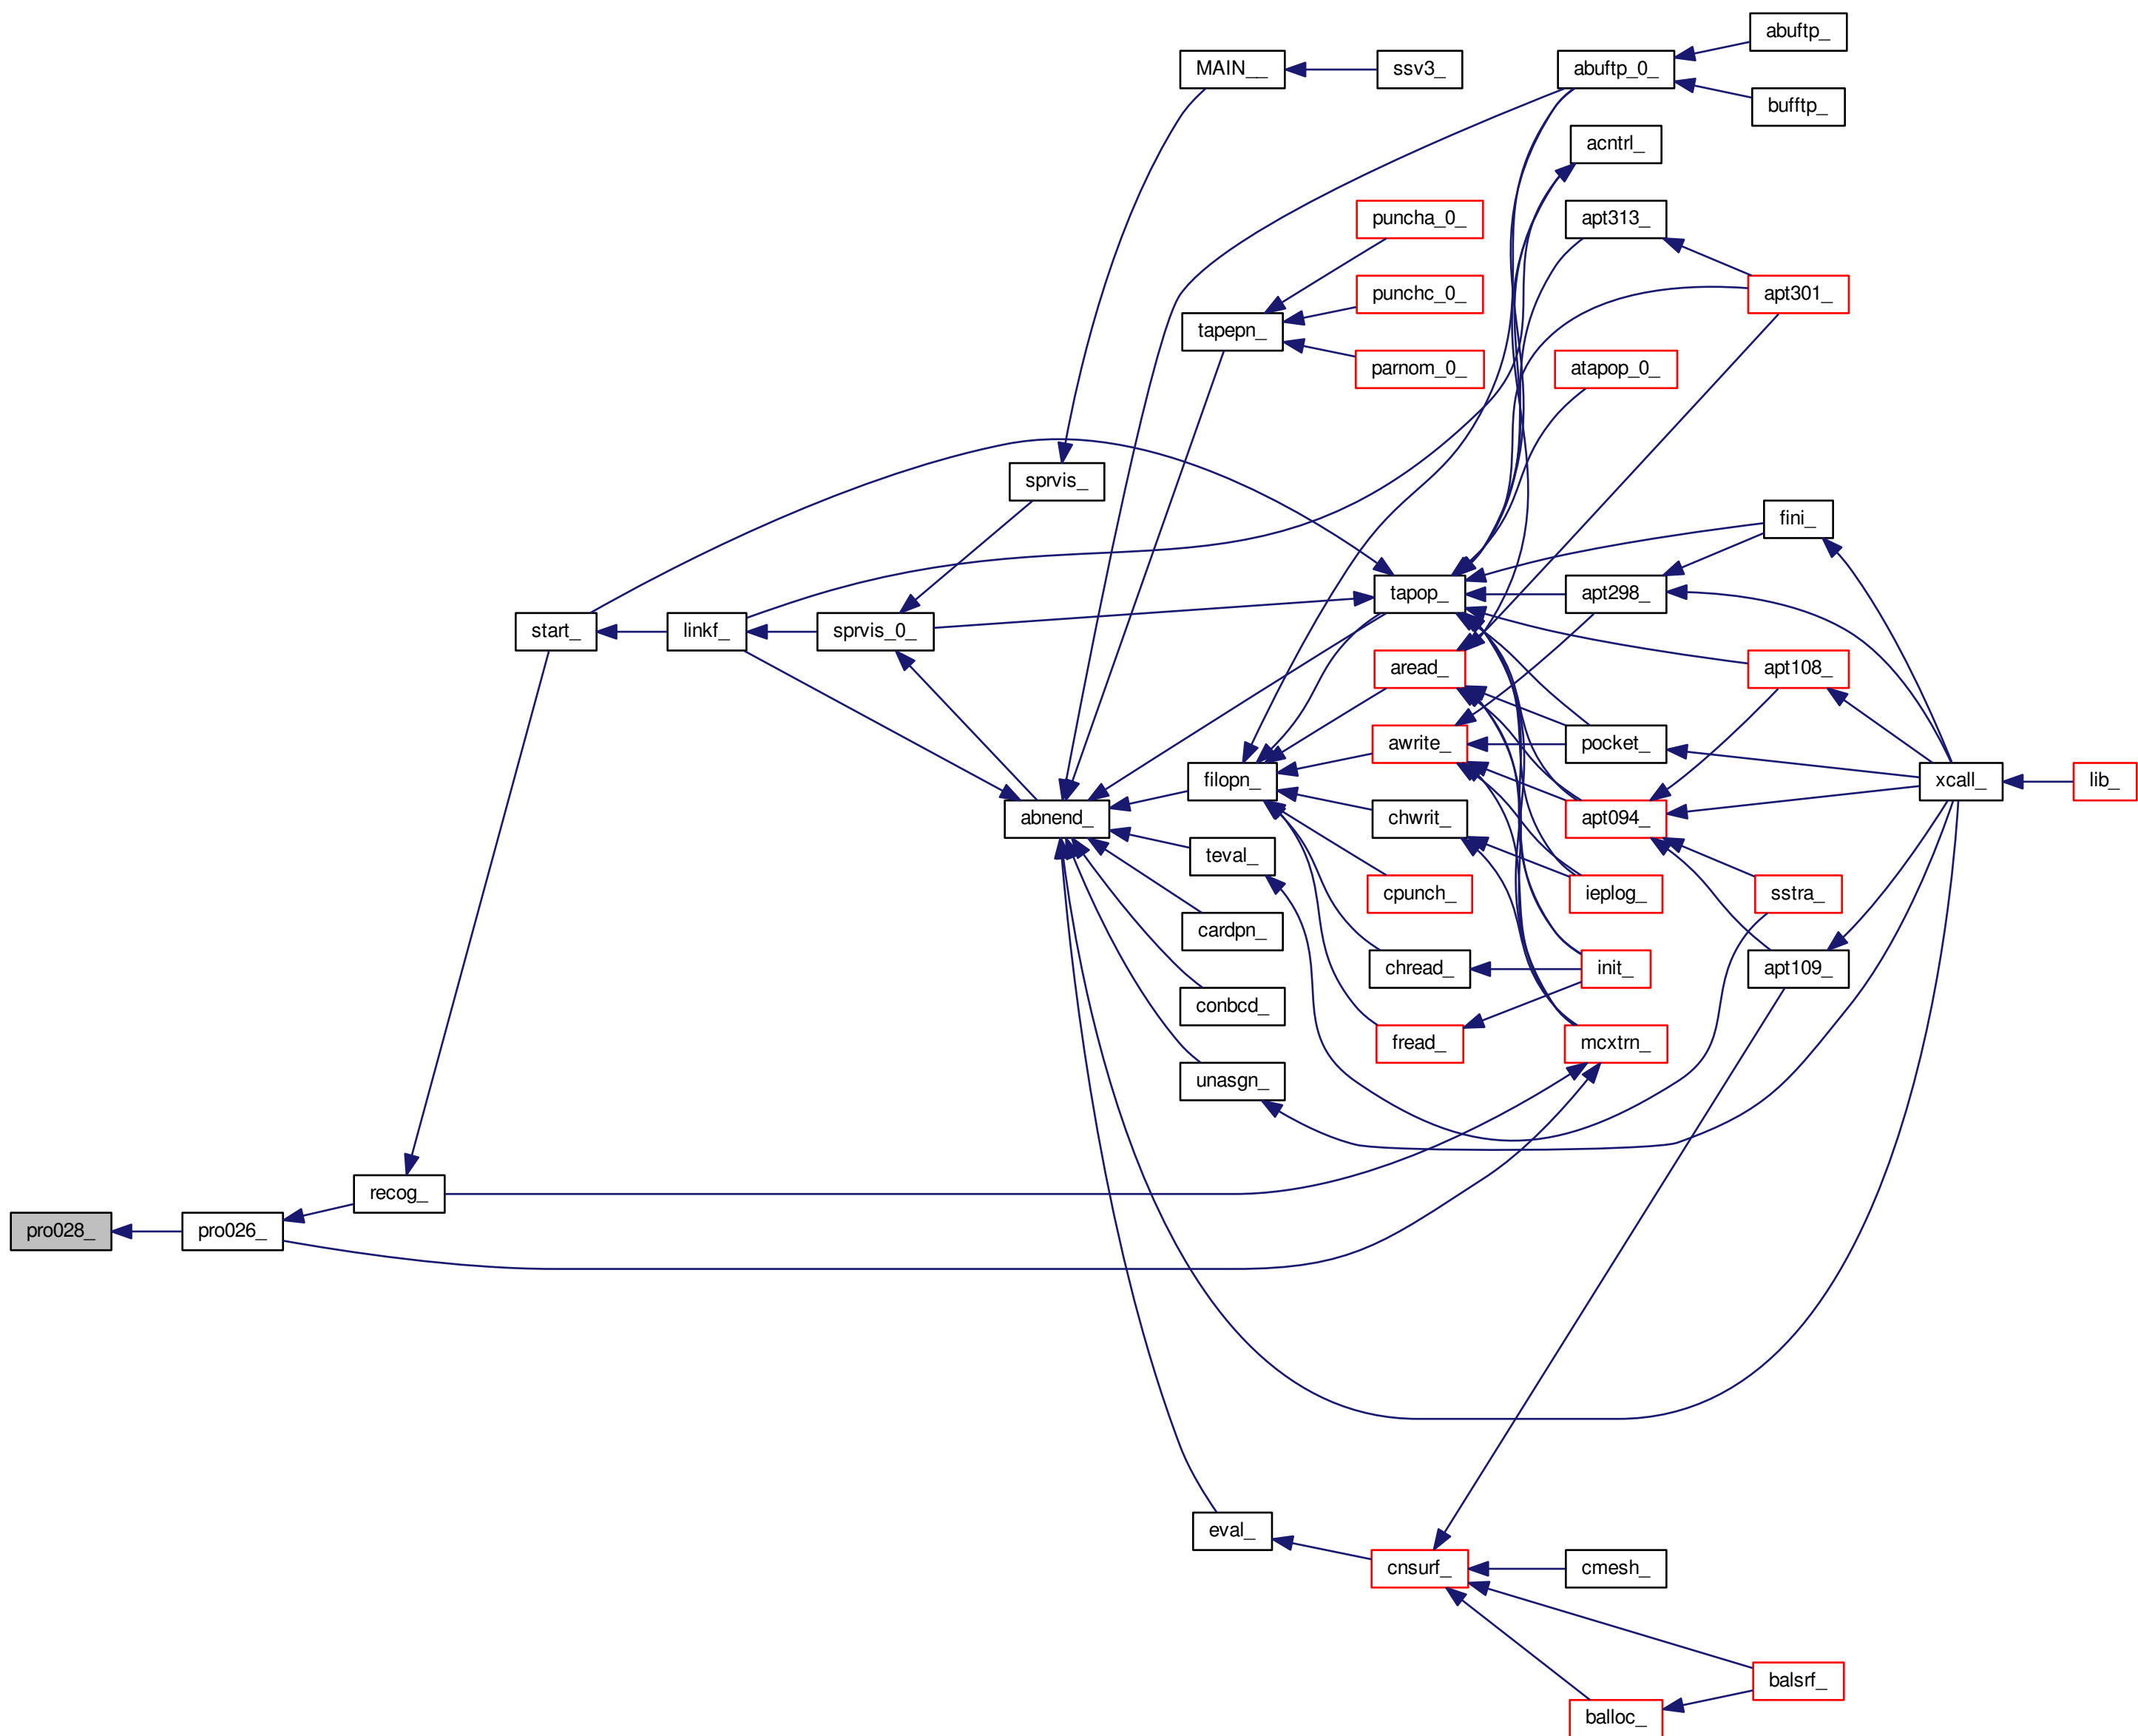 abuftp_
MAIN__
ssv3_
abuftp_0_
bufftp_
acntrl_
puncha_0_
apt313_
punchc_0_
apt301_
tapepn_
parnom_0_
atapop_0_
sprvis_
fini_
tapop_
apt298_
start_
linkf_
sprvis_0_
aread_
apt108_
awrite_
pocket_
filopn_
xcall_
lib_
abnend_
chwrit_
apt094_
teval_
cpunch_
ieplog_
sstra_
cardpn_
chread_
init_
apt109_
conbcd_
fread_
mcxtrn_
unasgn_
recog_
pro028_
pro026_
eval_
cnsurf_
cmesh_
balsrf_
balloc_